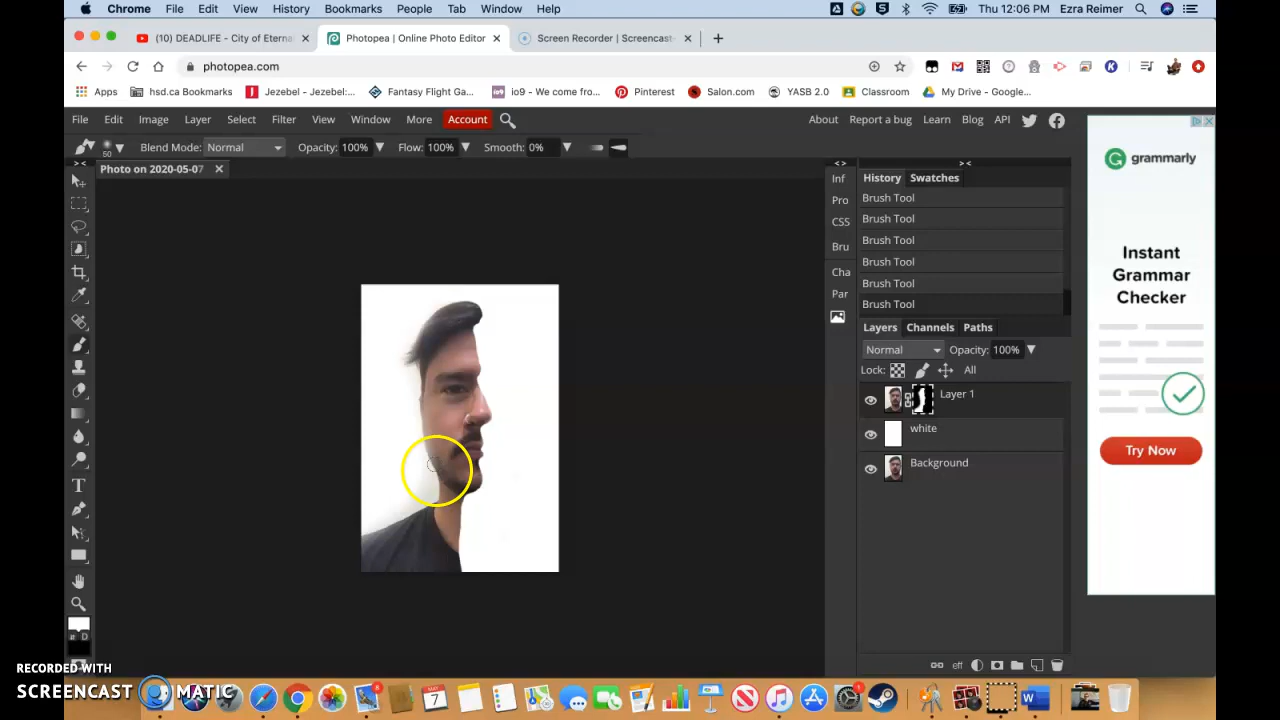 Chrome File Edit View History Bookmarks People Tab Window Help Thu 12:06 PM Ezra Reimer
(10) DEADLIFE - City of Eterna Photopea | Online Photo Editor Screen Recorder | Screencast-
photopea.com
Apps hsd.ca Bookmarks Jezebel - Jezebel:... Fantasy Flight Ga... io9 - We come fro... Pinterest Salon.com YASB 2.0 Classroom My Drive - Google...
File Edit Image Layer Select Filter View Window More Account About Report a bug Learn Blog API
50 Blend Mode: Normal Opacity: 100% Flow: 100% Smooth: 0%
Photo on 2020-05-07
Inf
Pro
CSS
Bru
Cha
Par
History Swatches
Brush Tool
Brush Tool
Brush Tool
Brush Tool
Brush Tool
Brush Tool
Layers Channels Paths
Normal Opacity: 100%
Lock: All
Layer 1
white
Background
eff
T
D
grammarly
Instant
Grammar
Checker
Try Now
RECORDED WITH
SCREENCAST MATIC